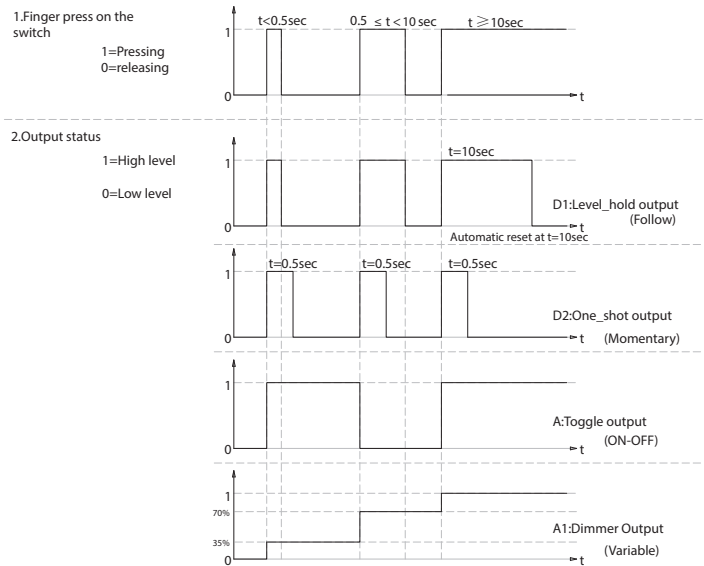 1.Finger press on the
switch
1=Pressing
0=releasing
t<0.5sec
0.5 ≤ t < 10 sec
t ≥10sec
1
0
t
2.Output status
1=High level
0=Low level
1
t=10sec
0
t
D1:Level_hold output
(Follow)
Automatic reset at t=10sec
t=0.5sec
t=0.5sec
t=0.5sec
1
0
t
D2:One_shot output
(Momentary)
1
0
t
A:Toggle output
(ON-OFF)
1
70%
35%
0
t
A1:Dimmer Output
(Variable)